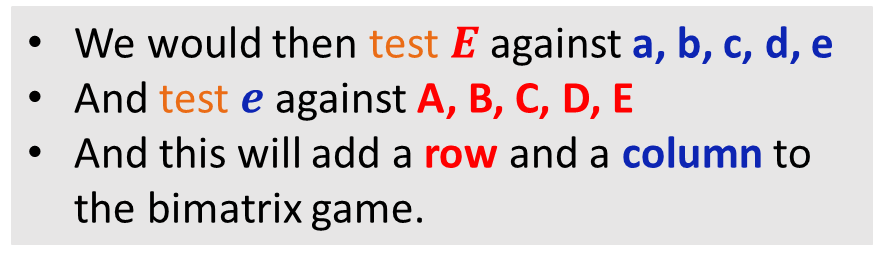 • We would then test E against a, b, c, d, e
• And test e against A, B, C, D, E
• And this will add a row and a column to
the bimatrix game.